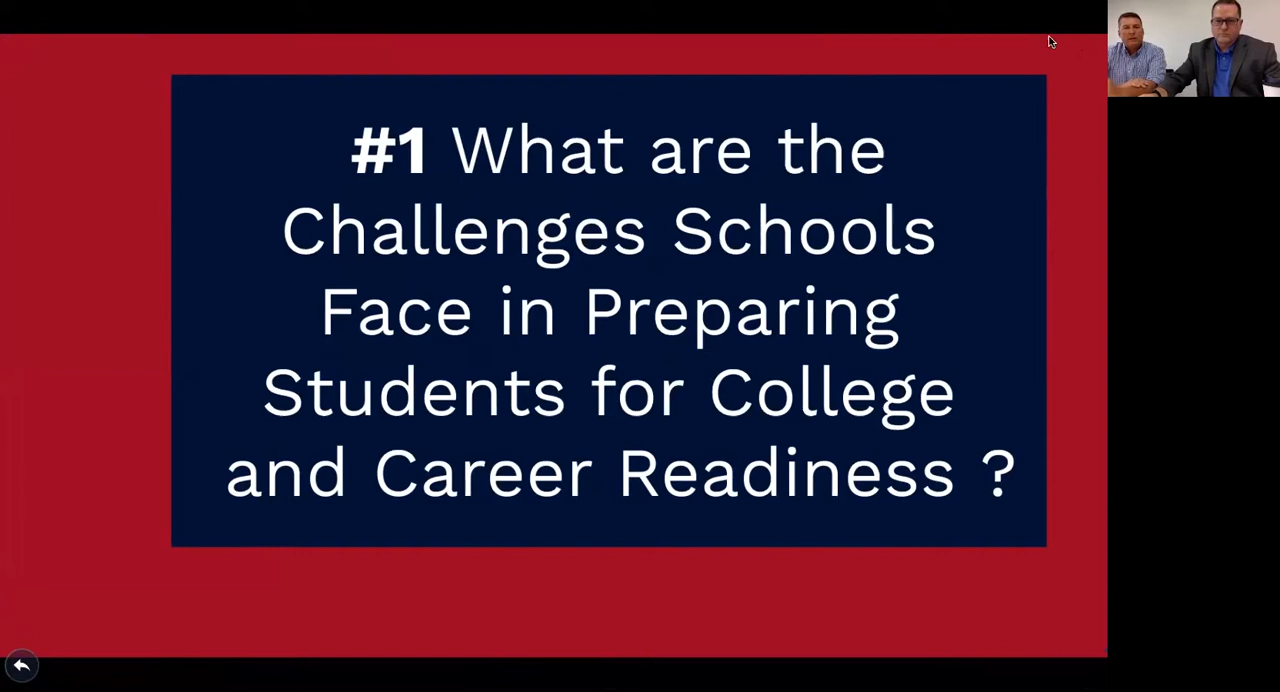 #1 What are the
Challenges Schools
Face in Preparing
Students for College
and Career Readiness ?